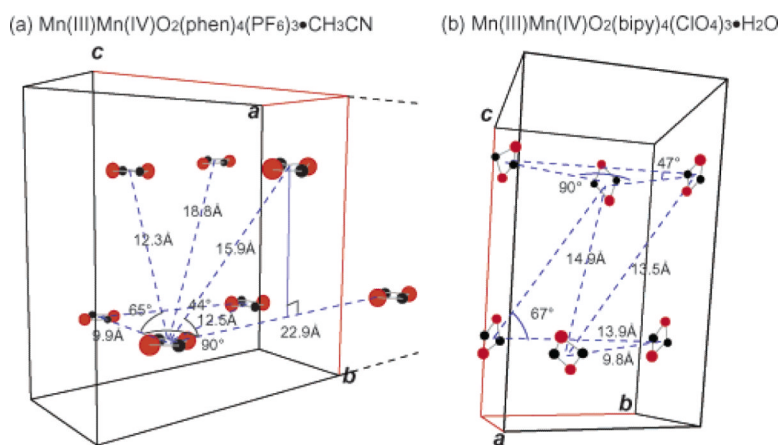 (a) Mn(III)Mn(IV)O₂(phen)₄(PF₆)₃•CH₃CN
(b) Mn(III)Mn(IV)O₂(bipy)₄(ClO₄)₃•H₂O
c
a
18.8Å
12.3Å
15.9Å
65°
44°
12.5Å
9.9Å
90°
22.9Å
b
c
47°
90°
14.9Å
13.5Å
67°
13.9Å
9.8Å
b
a